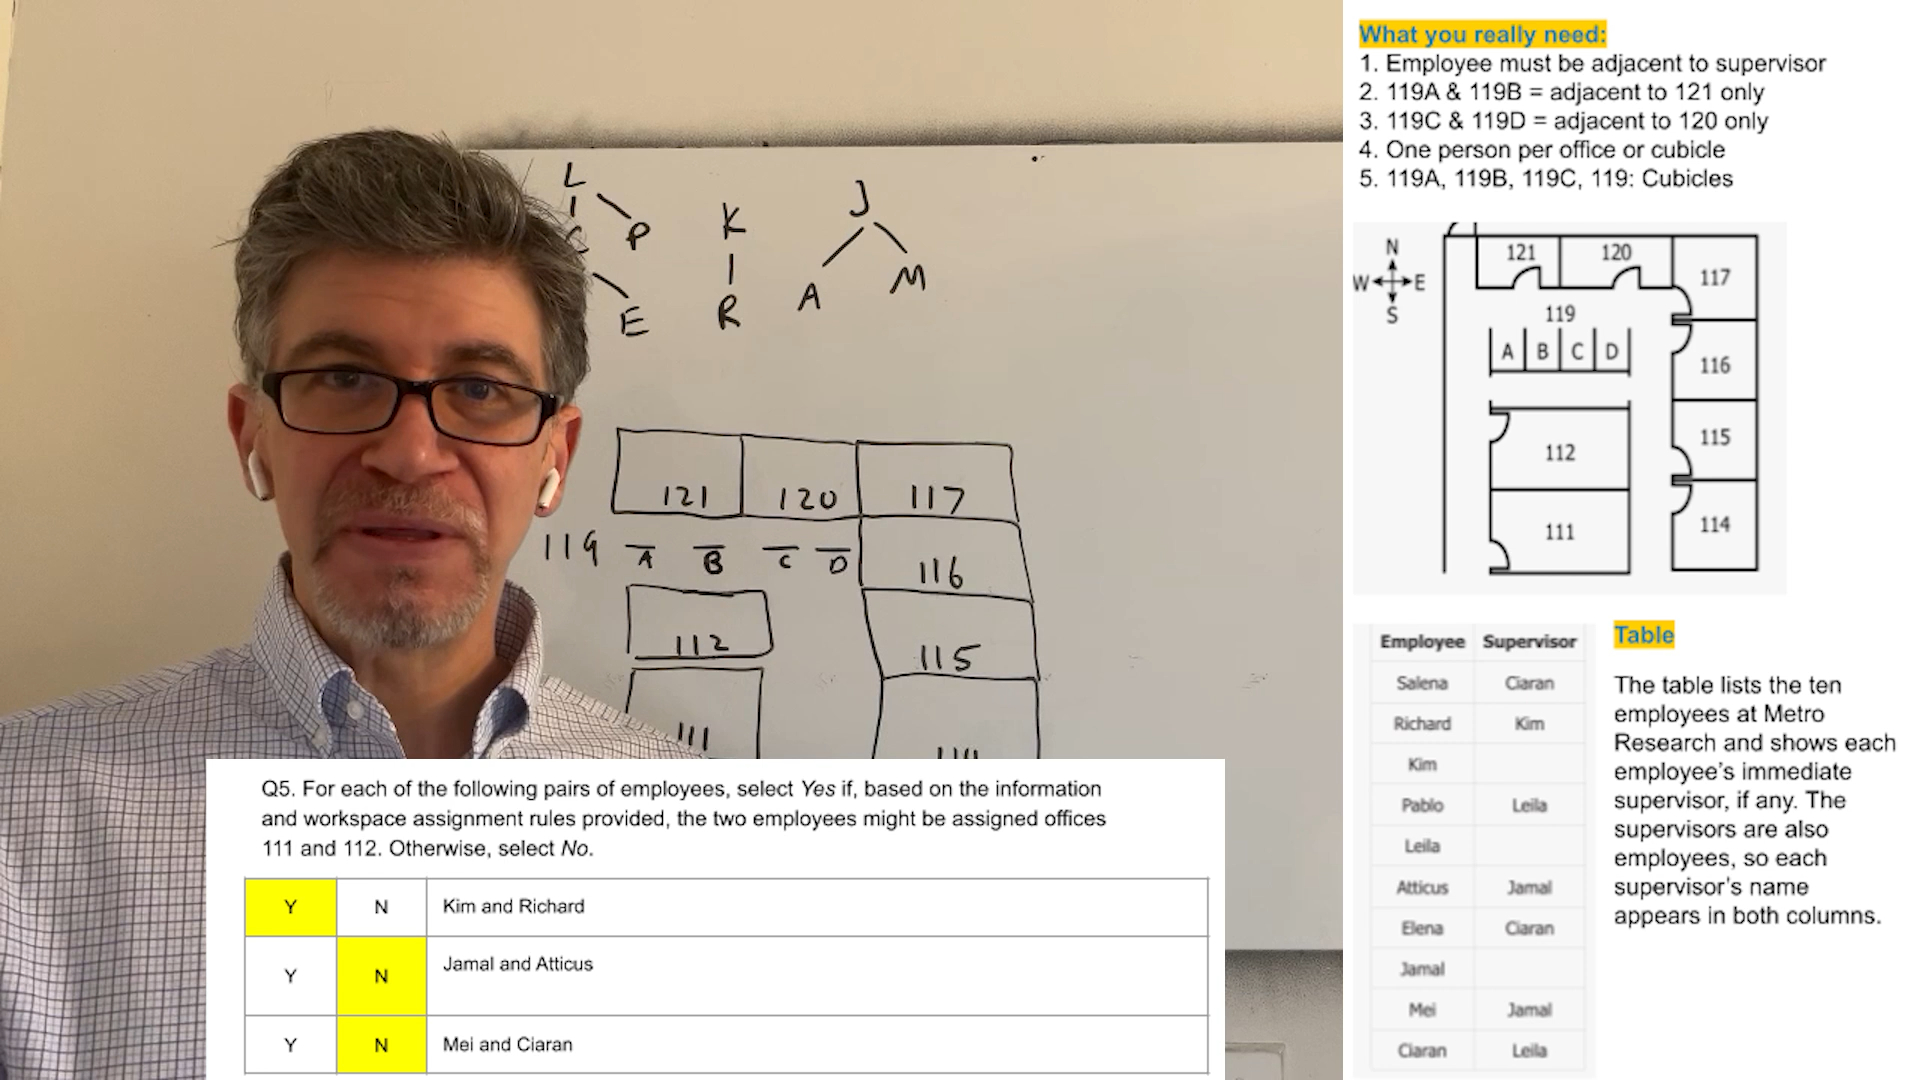 What you really need:
1. Employee must be adjacent to supervisor
2. 119A & 119B = adjacent to 121 only
3. 119C & 119D = adjacent to 120 only
4. One person per office or cubicle
5. 119A, 119B, 119C, 119: Cubicles
L
P
K
J
E
R
A
M
121
120
117
119
A
B
C
D
116
112
115
111
N
W
E
S
121
120
117
119
A
B
C
D
116
112
115
111
114
Employee Supervisor
Salena Ciaran
Richard Kim
Kim
Pablo Leila
Leila
Atticus Jamal
Elena Ciaran
Jamal
Mei Jamal
Ciaran Leila
Table
The table lists the ten
employees at Metro
Research and shows each
employee's immediate
supervisor, if any. The
supervisors are also
employees, so each
supervisor's name
appears in both columns.
Q5. For each of the following pairs of employees, select Yes if, based on the information
and workspace assignment rules provided, the two employees might be assigned offices
111 and 112. Otherwise, select No.
Y N Kim and Richard
Y N Jamal and Atticus
Y N Mei and Ciaran